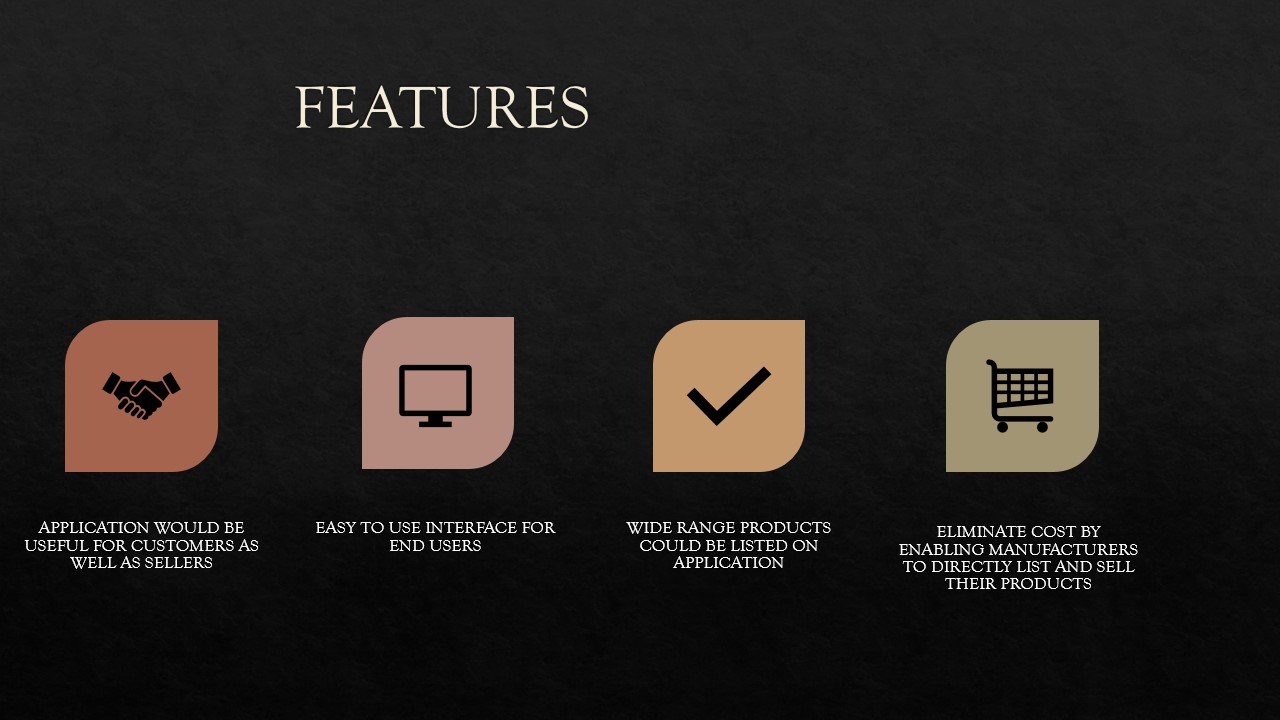 FEATURES
APPLICATION WOULD BE
USEFUL FOR CUSTOMERS AS
WELL AS SELLERS
EASY TO USE INTERFACE FOR
END USERS
WIDE RANGE PRODUCTS
COULD BE LISTED ON
APPLICATION
ELIMINATE COST BY
ENABLING MANUFACTURERS
TO DIRECTLY LIST AND SELL
THEIR PRODUCTS